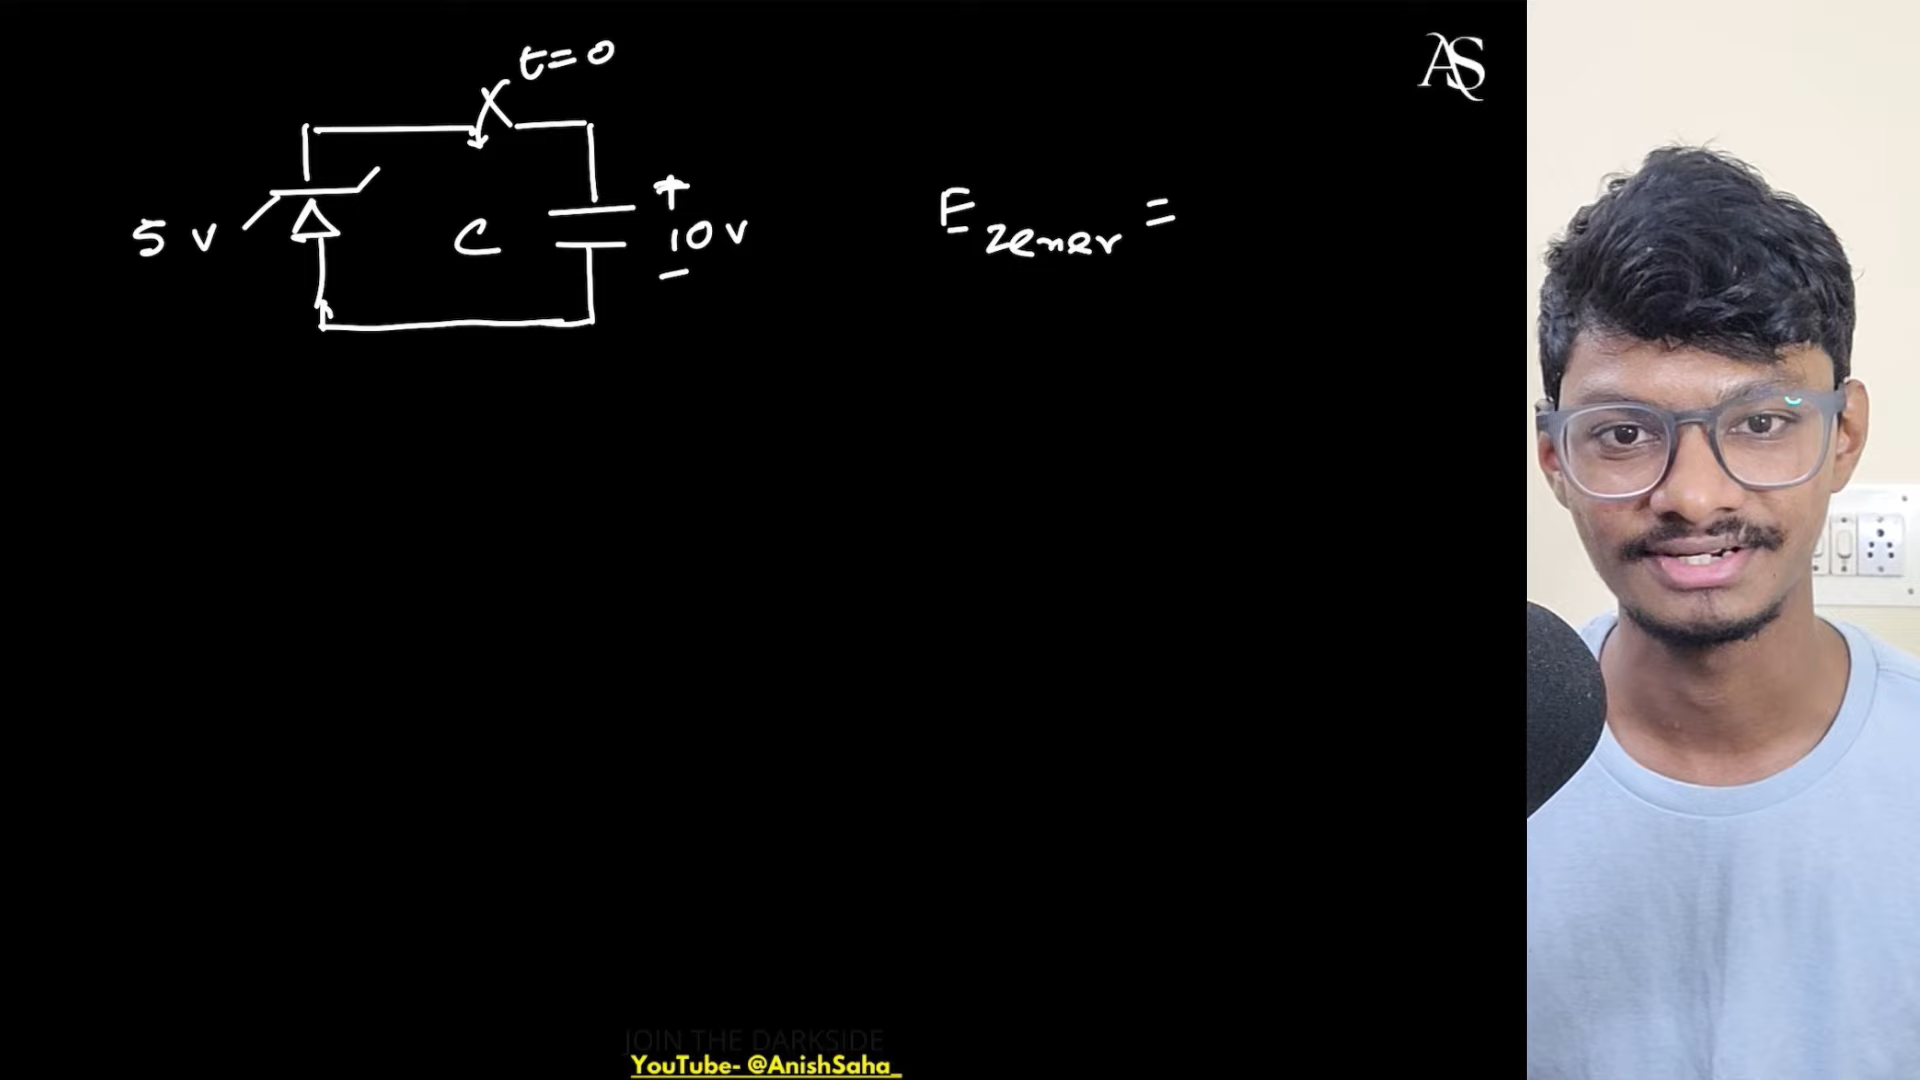 t=0
AS
5 V
C
+
10 V
-
E zener =
JOIN THE DARKSIDE
YouTube- @AnishSaha_